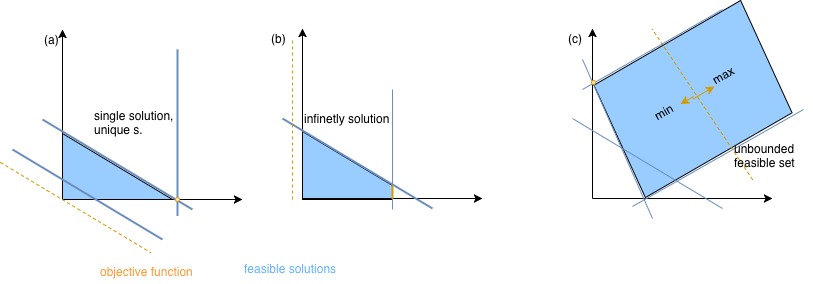 (a)
single solution,
unique s.
(b)
infinetly solution
(c)
max
min
unbounded
feasible set
objective function
feasible solutions